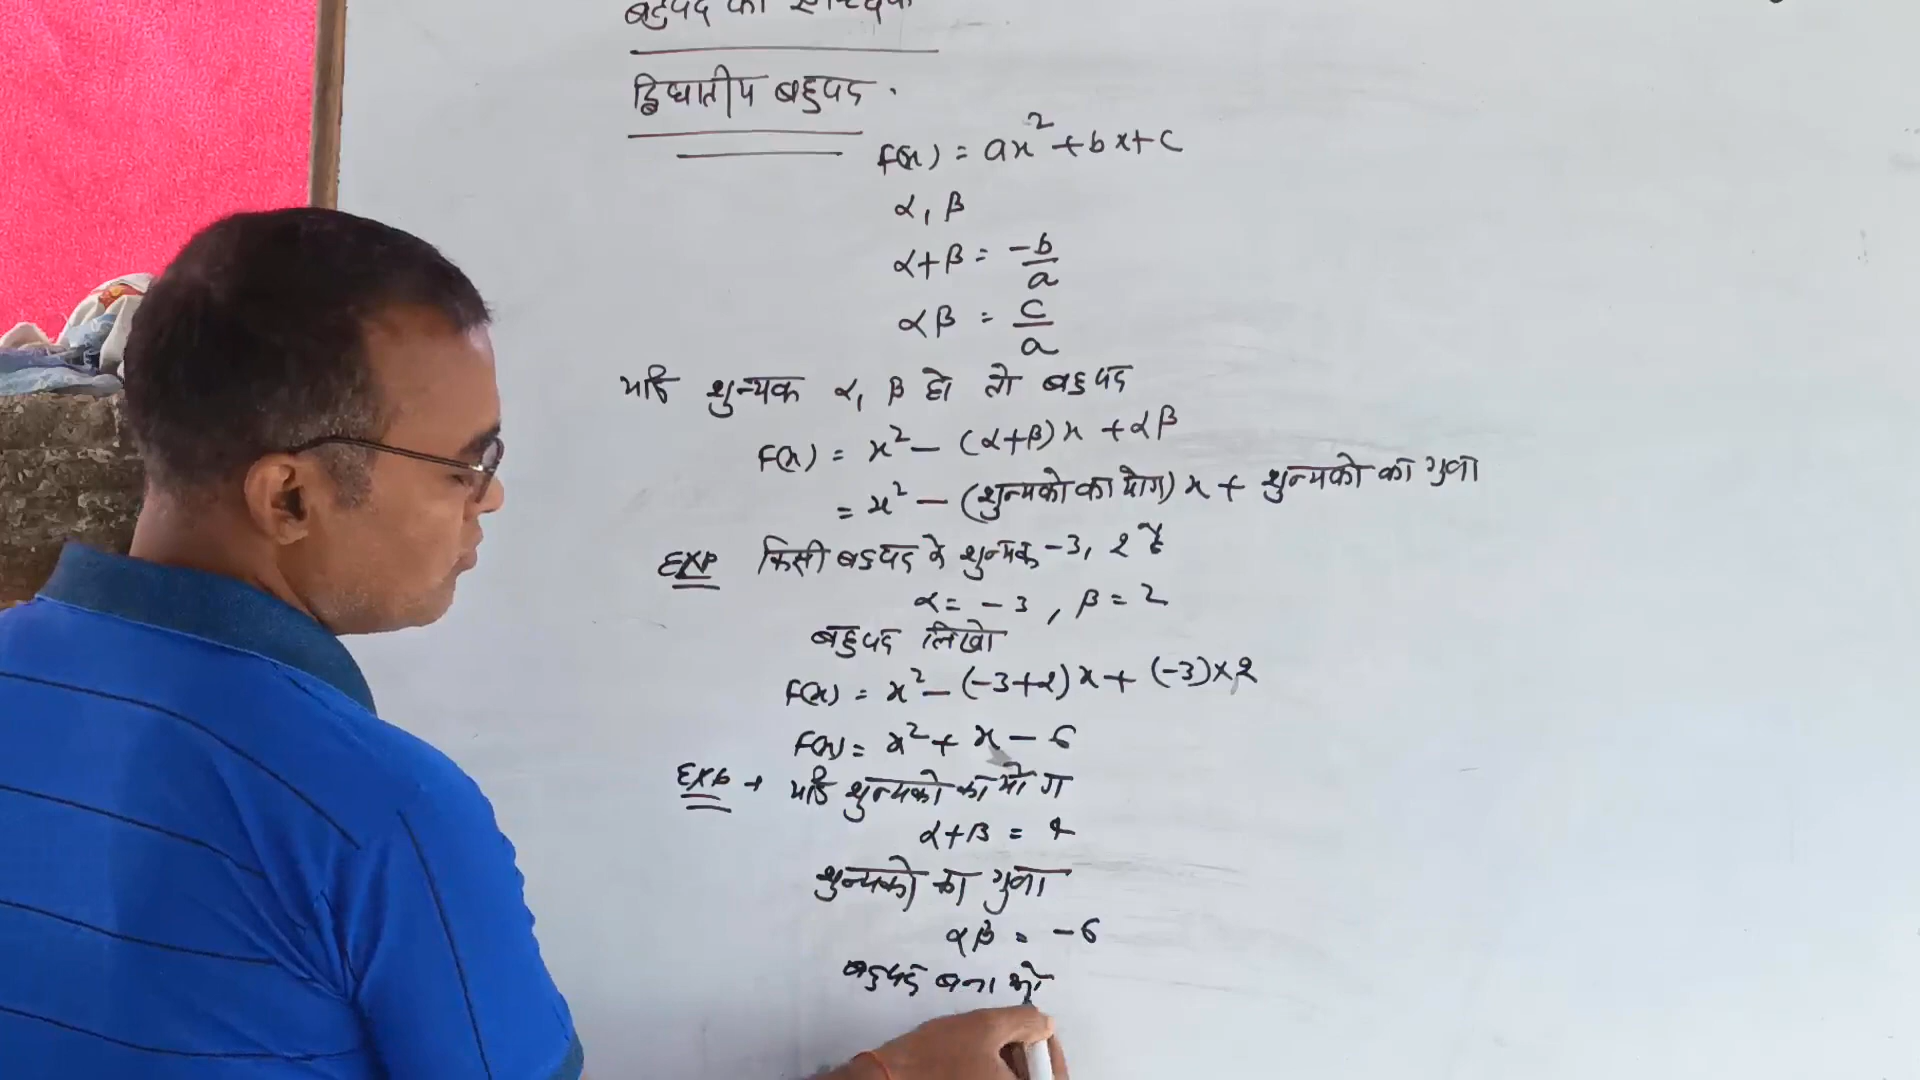 बहुपद का
द्विघातीय बहुपद .
F(x) = ax² + bx + c
α, β
α+β = -b/a
αβ = c/a
यदि शुन्यक α, β हो तो बहुपद
F(x) = x² - (α+β)x + αβ
= x² - (शुन्यको का योग) x + शुन्यको का गुणा
EXP किसी बहुपद के शुन्यक -3, 2 है
α = -3, β = 2
बहुपद लिखो
F(x) = x² - (-3+2)x + (-3)×2
F(x) = x² + x - 6
EXP → यदि शुन्यको का योग
α+β =
शुन्यको का गुणा
αβ = -6
बहुपद बनाओ